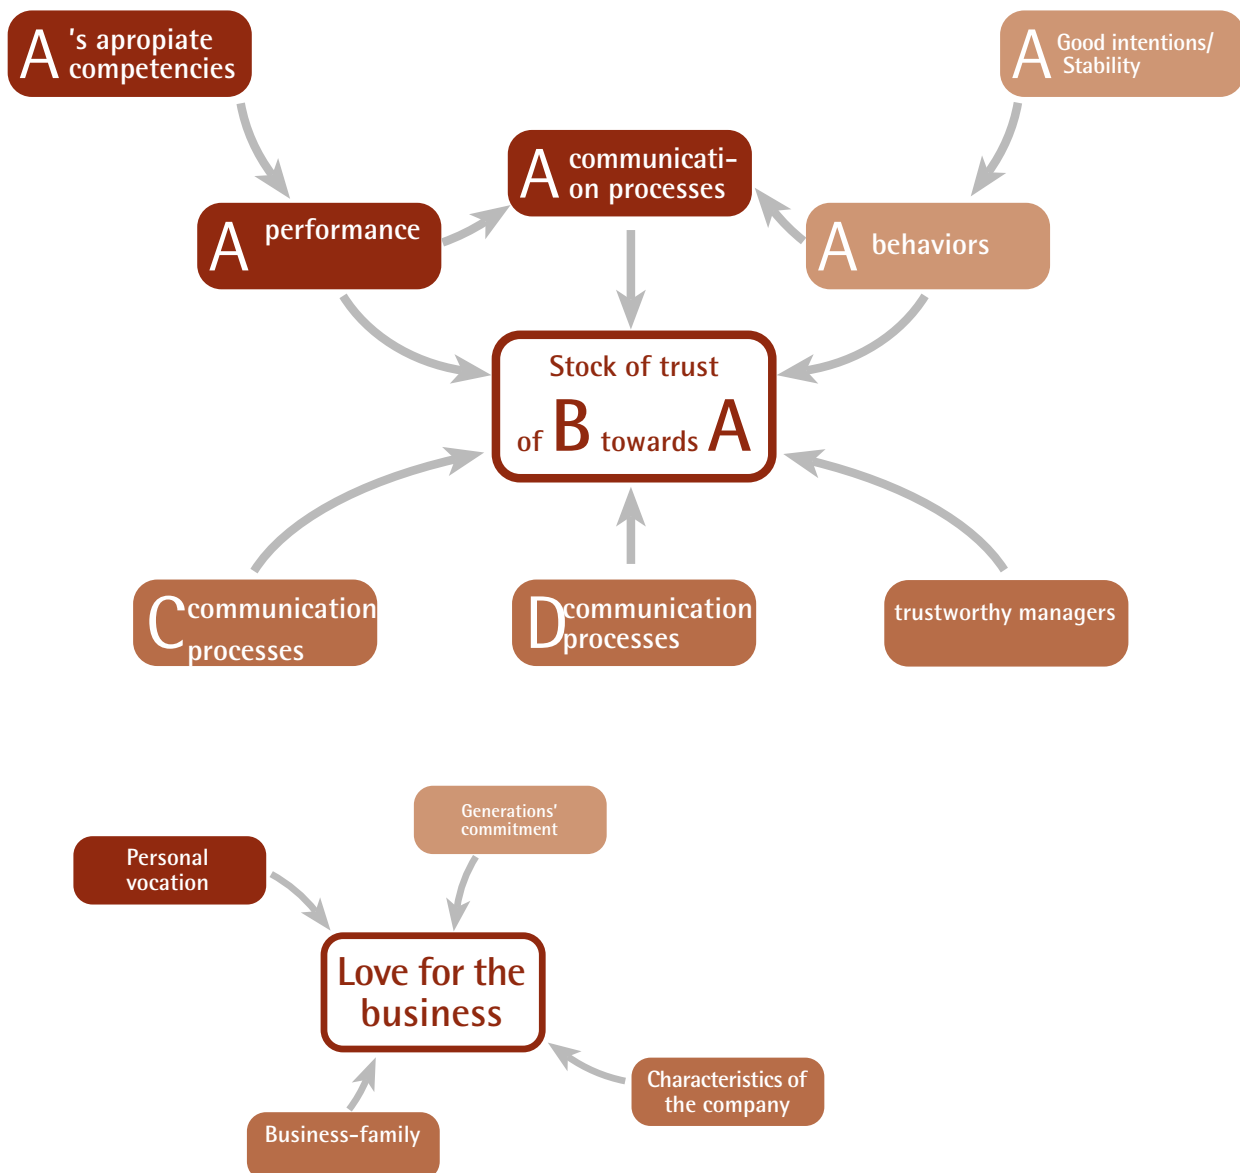 A 's apropiate
competencies
A Good intentions/
Stability
A communicati-
on processes
A performance
A behaviors
Stock of trust
of B towards A
C communication
processes
D communication
processes
trustworthy managers
Generations'
commitment
Personal
vocation
Love for the
business
Characteristics of
the company
Business-family